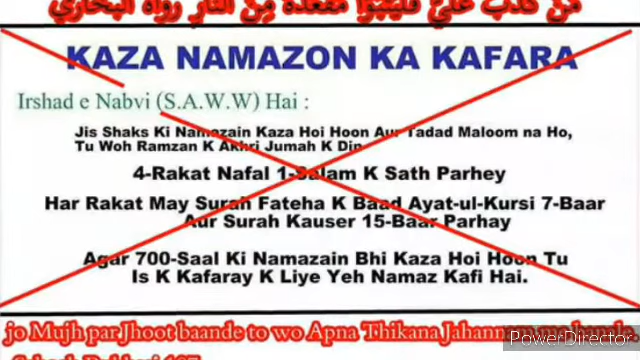 من كذب علي فليتبوأ مقعده من النار رواه البخاري
KAZA NAMAZON KA KAFARA
Irshad e Nabvi (S.A.W.W) Hai :
Jis Shaks Ki Namazain Kaza Hoi Hoon Aur Tadad Maloom na Ho,
Tu Woh Ramzan K Akhri Jumah K Din
4-Rakat Nafal 1-Salam K Sath Parhey
Har Rakat May Surah Fateha K Baad Ayat-ul-Kursi 7-Baar
Aur Surah Kauser 15-Baar Parhay
Agar 700-Saal Ki Namazain Bhi Kaza Hoi Hoon Tu
Is K Kafaray K Liye Yeh Namaz Kafi Hai.
jo Mujh par Jhoot baande to wo Apna Thikana Jahannam me
PowerDirector